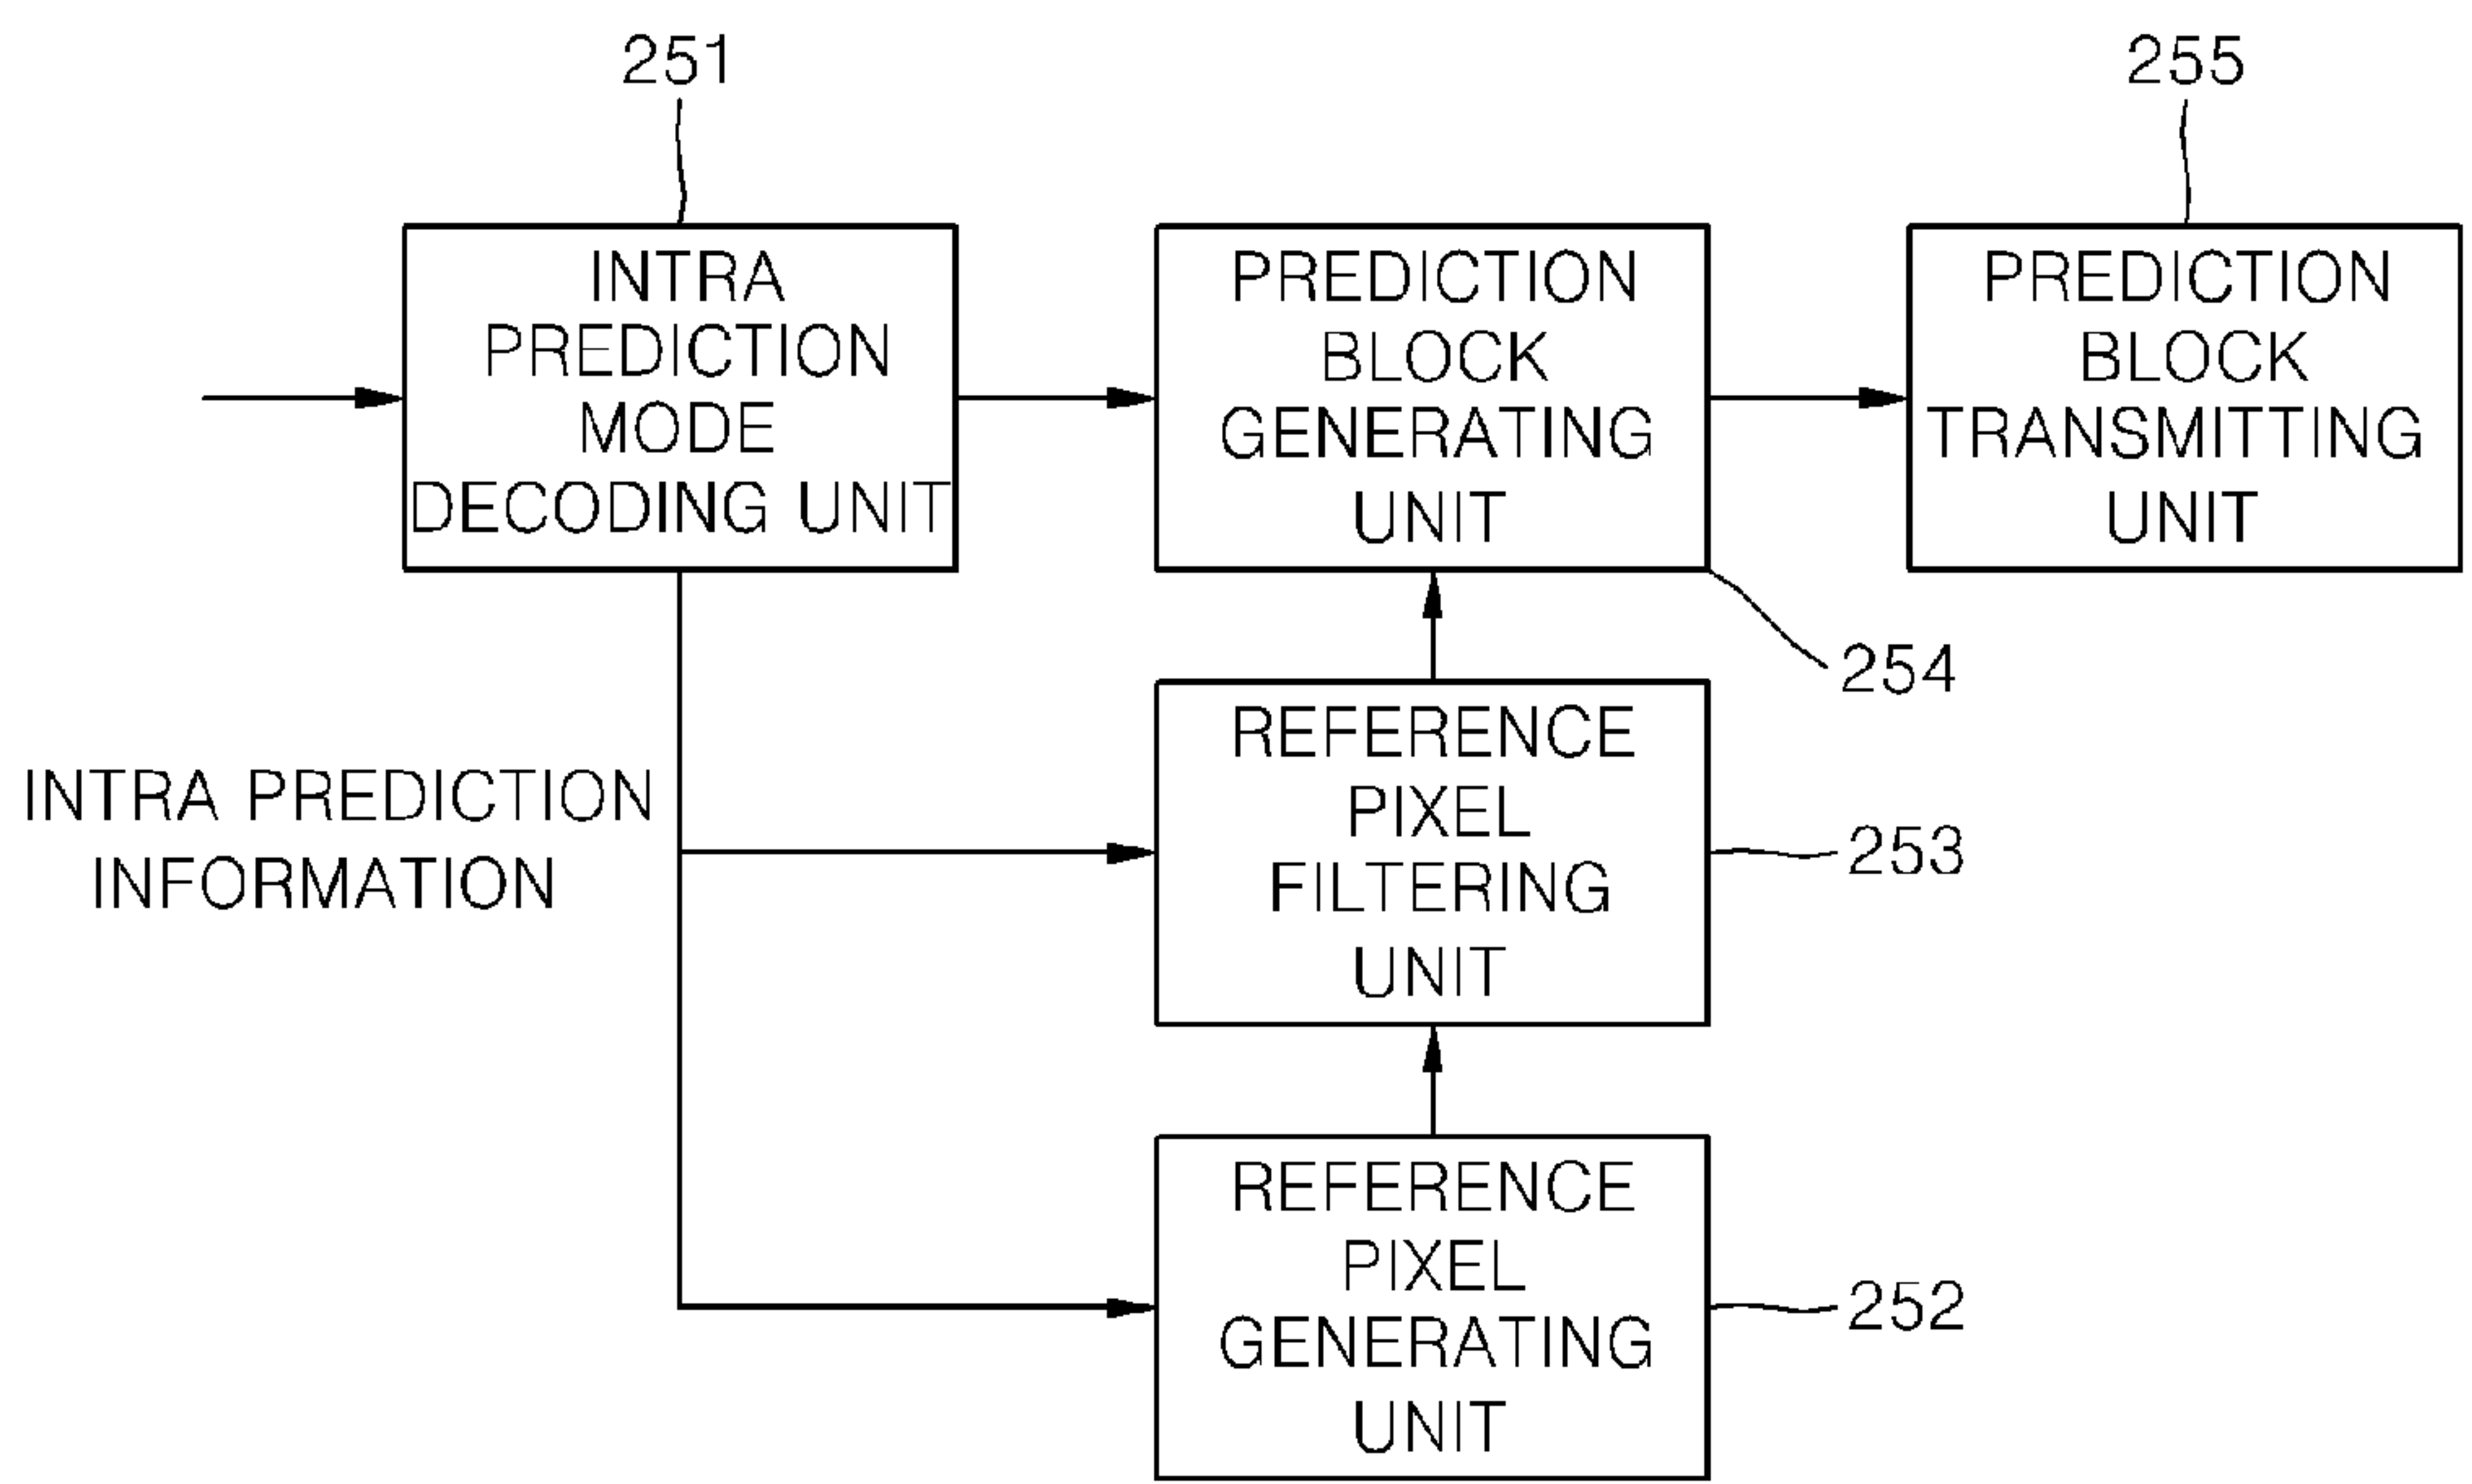 251
255
INTRA
PREDICTION
MODE
DECODING UNIT
PREDICTION
BLOCK
GENERATING
UNIT
PREDICTION
BLOCK
TRANSMITTING
UNIT
254
INTRA PREDICTION
INFORMATION
REFERENCE
PIXEL
FILTERING
UNIT
253
REFERENCE
PIXEL
GENERATING
UNIT
252